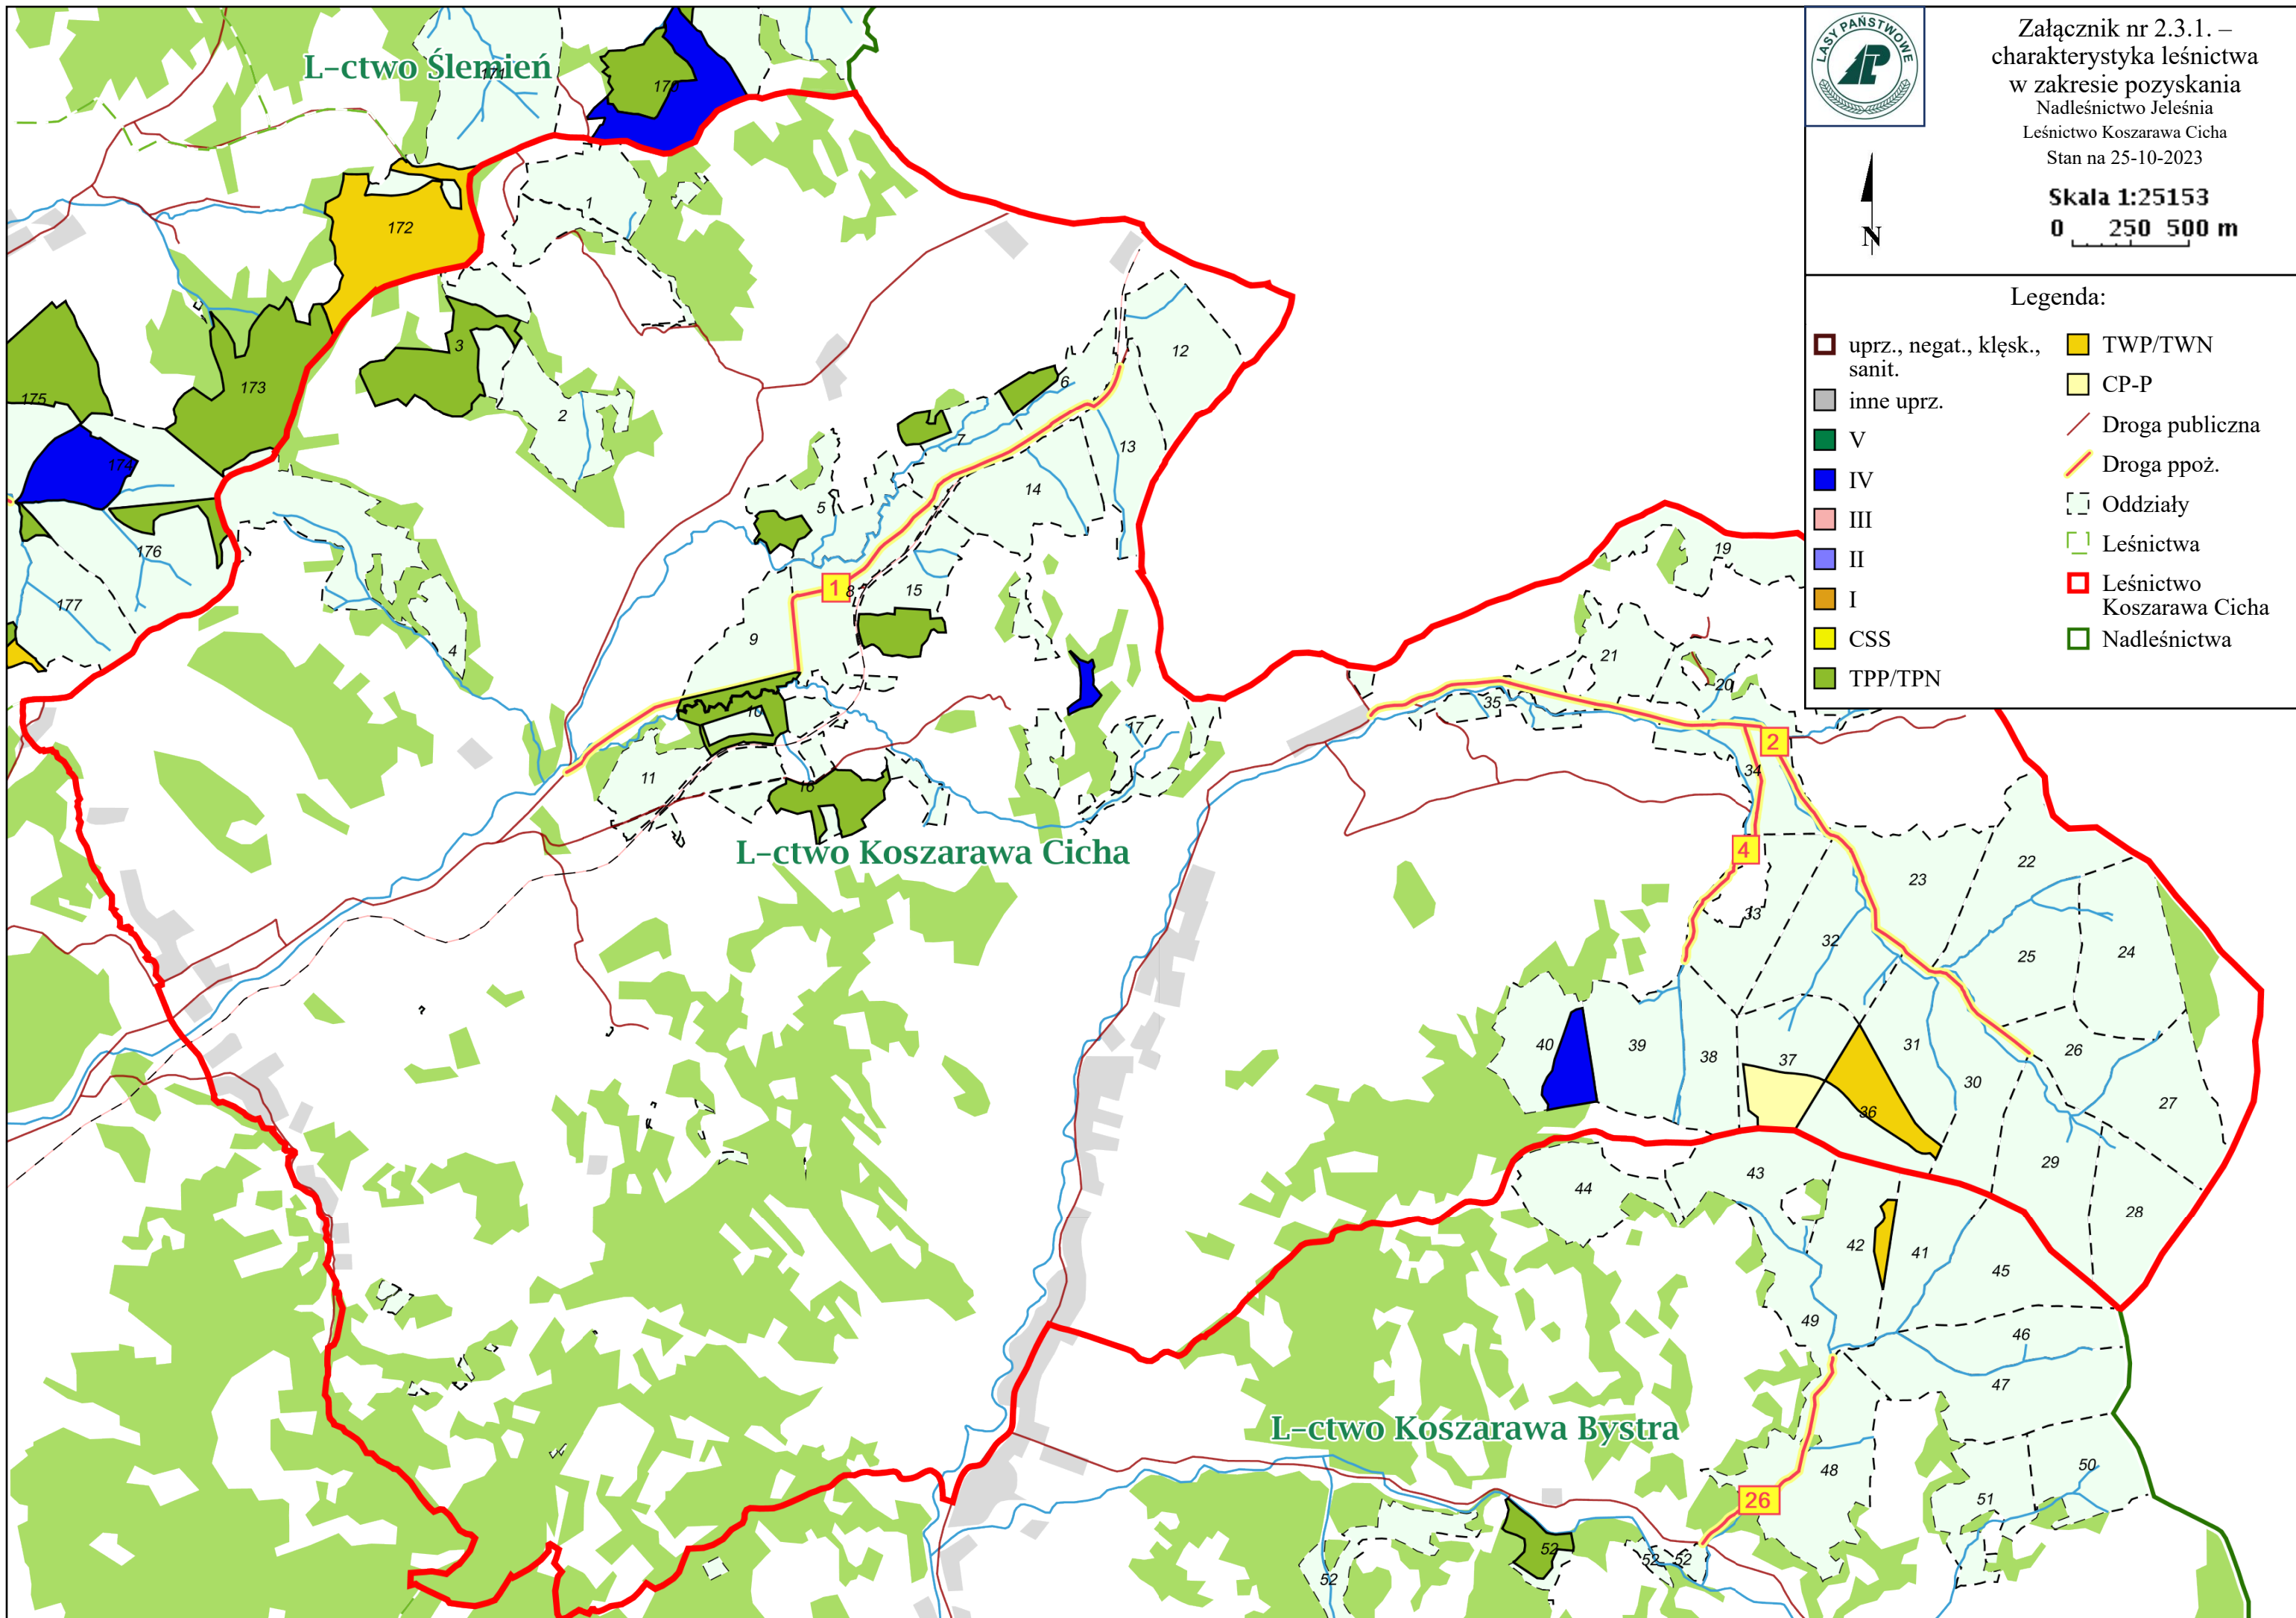 LASY PAŃSTWOWE
Załącznik nr 2.3.1. –
charakterystyka leśnictwa
w zakresie pozyskania
Nadleśnictwo Jeleśnia
Leśnictwo Koszarawa Cicha
Stan na 25-10-2023
N
Skala 1:25153
0 250 500 m
Legenda:
uprz., negat., klęsk.,
sanit.
inne uprz.
V
IV
III
II
I
CSS
TPP/TPN
TWP/TWN
CP-P
Droga publiczna
Droga ppoż.
Oddziały
Leśnictwa
Leśnictwo
Koszarawa Cicha
Nadleśnictwa
L-ctwo Ślemień
171
170
172
1
3
173
175
2
174
176
177
4
12
6
7
13
14
5
1
8
15
9
10
11
16
17
L-ctwo Koszarawa Cicha
19
21
20
35
2
34
4
22
23
33
32
25
24
40
39
38
37
31
26
30
36
27
29
28
44
43
42
41
45
49
46
47
L-ctwo Koszarawa Bystra
48
50
26
51
52
52
52
52